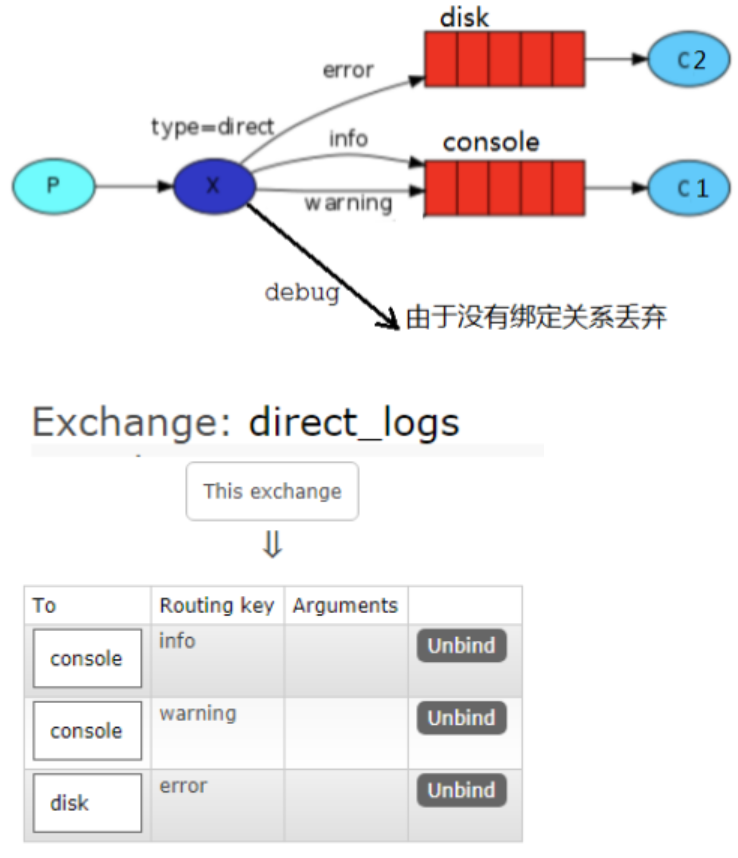 disk
C2
error
type=direct
info
console
P
X
warning
C1
debug
由于没有绑定关系丢弃
Exchange: direct_logs
This exchange
⇓
To Routing key Arguments
console info Unbind
console warning Unbind
disk error Unbind